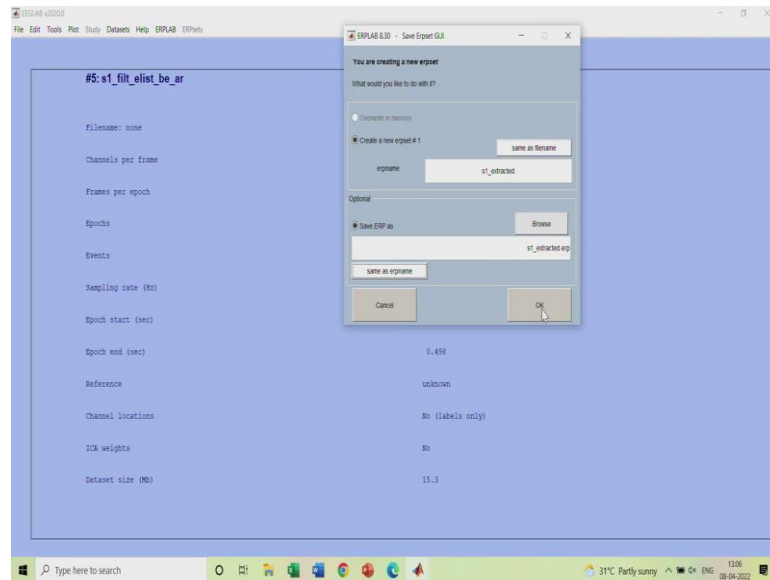 EEGLAB v2020.0
File Edit Tools Plot Study Datasets Help ERPLAB ERPsets
#5: s1_filt_elist_be_ar
Filename: none
Channels per frame
Frames per epoch
Epochs
Events
Sampling rate (Hz)
Epoch start (sec)
Epoch end (sec) 0.498
Reference unknown
Channel locations No (labels only)
ICA weights No
Dataset size (Mb) 15.3
ERPLAB 8.30 - Save Erpset GUI
You are creating a new erpset
What would you like to do with it?
Overwrite in memory
Create a new erpset # 1
same as filename
erpname s1_extracted
Optional
Save ERP as Browse
s1_extracted.erp
same as erpname
Cancel OK
Type here to search 31°C Partly sunny ENG 13:06
08-04-2022